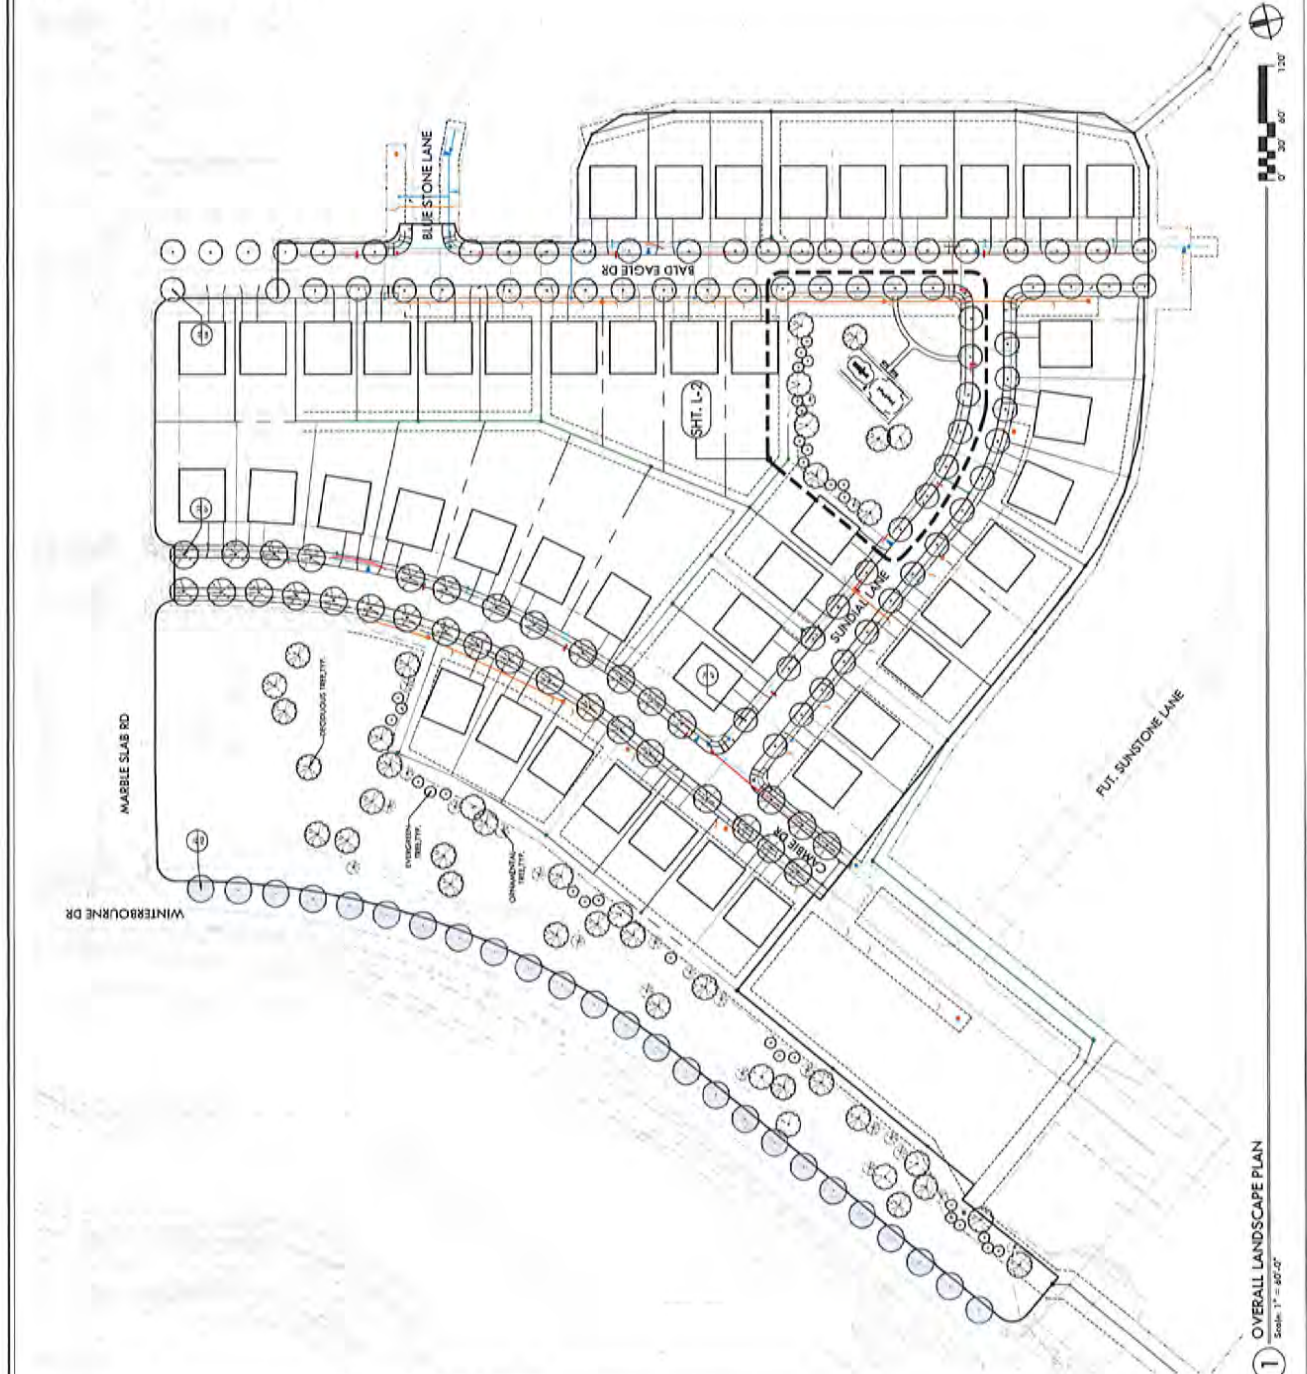 BLUE STONE LANE
BALD EAGLE DR
SHT. L-2
SUNDIAL LANE
MARBLE SLAB RD
DECIDUOUS TREE,TYP.
EVERGREEN
TREE,TYP.
ORNAMENTAL
TREE,TYP.
CAMBIE DR
WINTERBOURNE DR
FUT. SUNSTONE LANE
0' 30' 60' 120'
1
OVERALL LANDSCAPE PLAN
Scale: 1" = 60'-0"